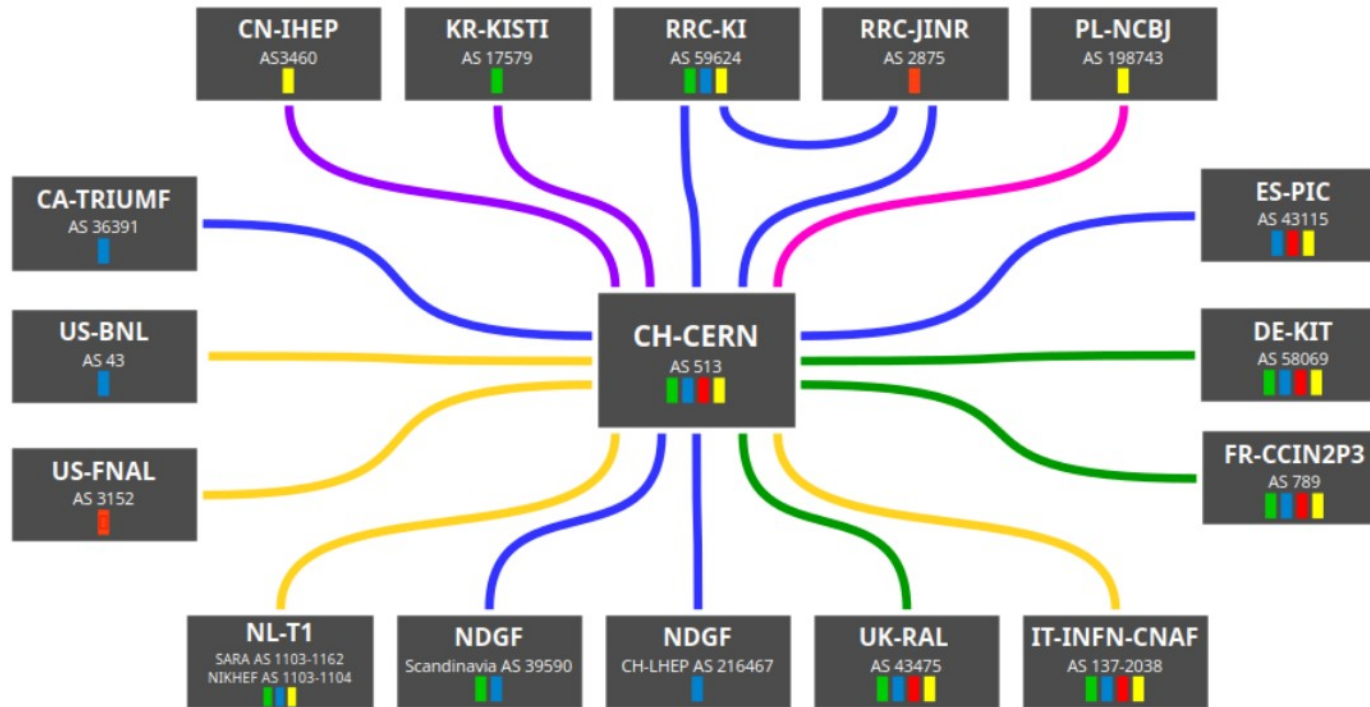 CN-IHEP
AS3460
KR-KISTI
AS 17579
RRC-KI
AS 59624
RRC-JINR
AS 2875
PL-NCBJ
AS 198743
CA-TRIUMF
AS 36391
ES-PIC
AS 43115
US-BNL
AS 43
CH-CERN
AS 513
DE-KIT
AS 58069
US-FNAL
AS 3152
FR-CCIN2P3
AS 789
NL-T1
SARA AS 1103-1162
NIKHEF AS 1103-1104
NDGF
Scandinavia AS 39590
NDGF
CH-LHEP AS 216467
UK-RAL
AS 43475
IT-INFN-CNAF
AS 137-2038